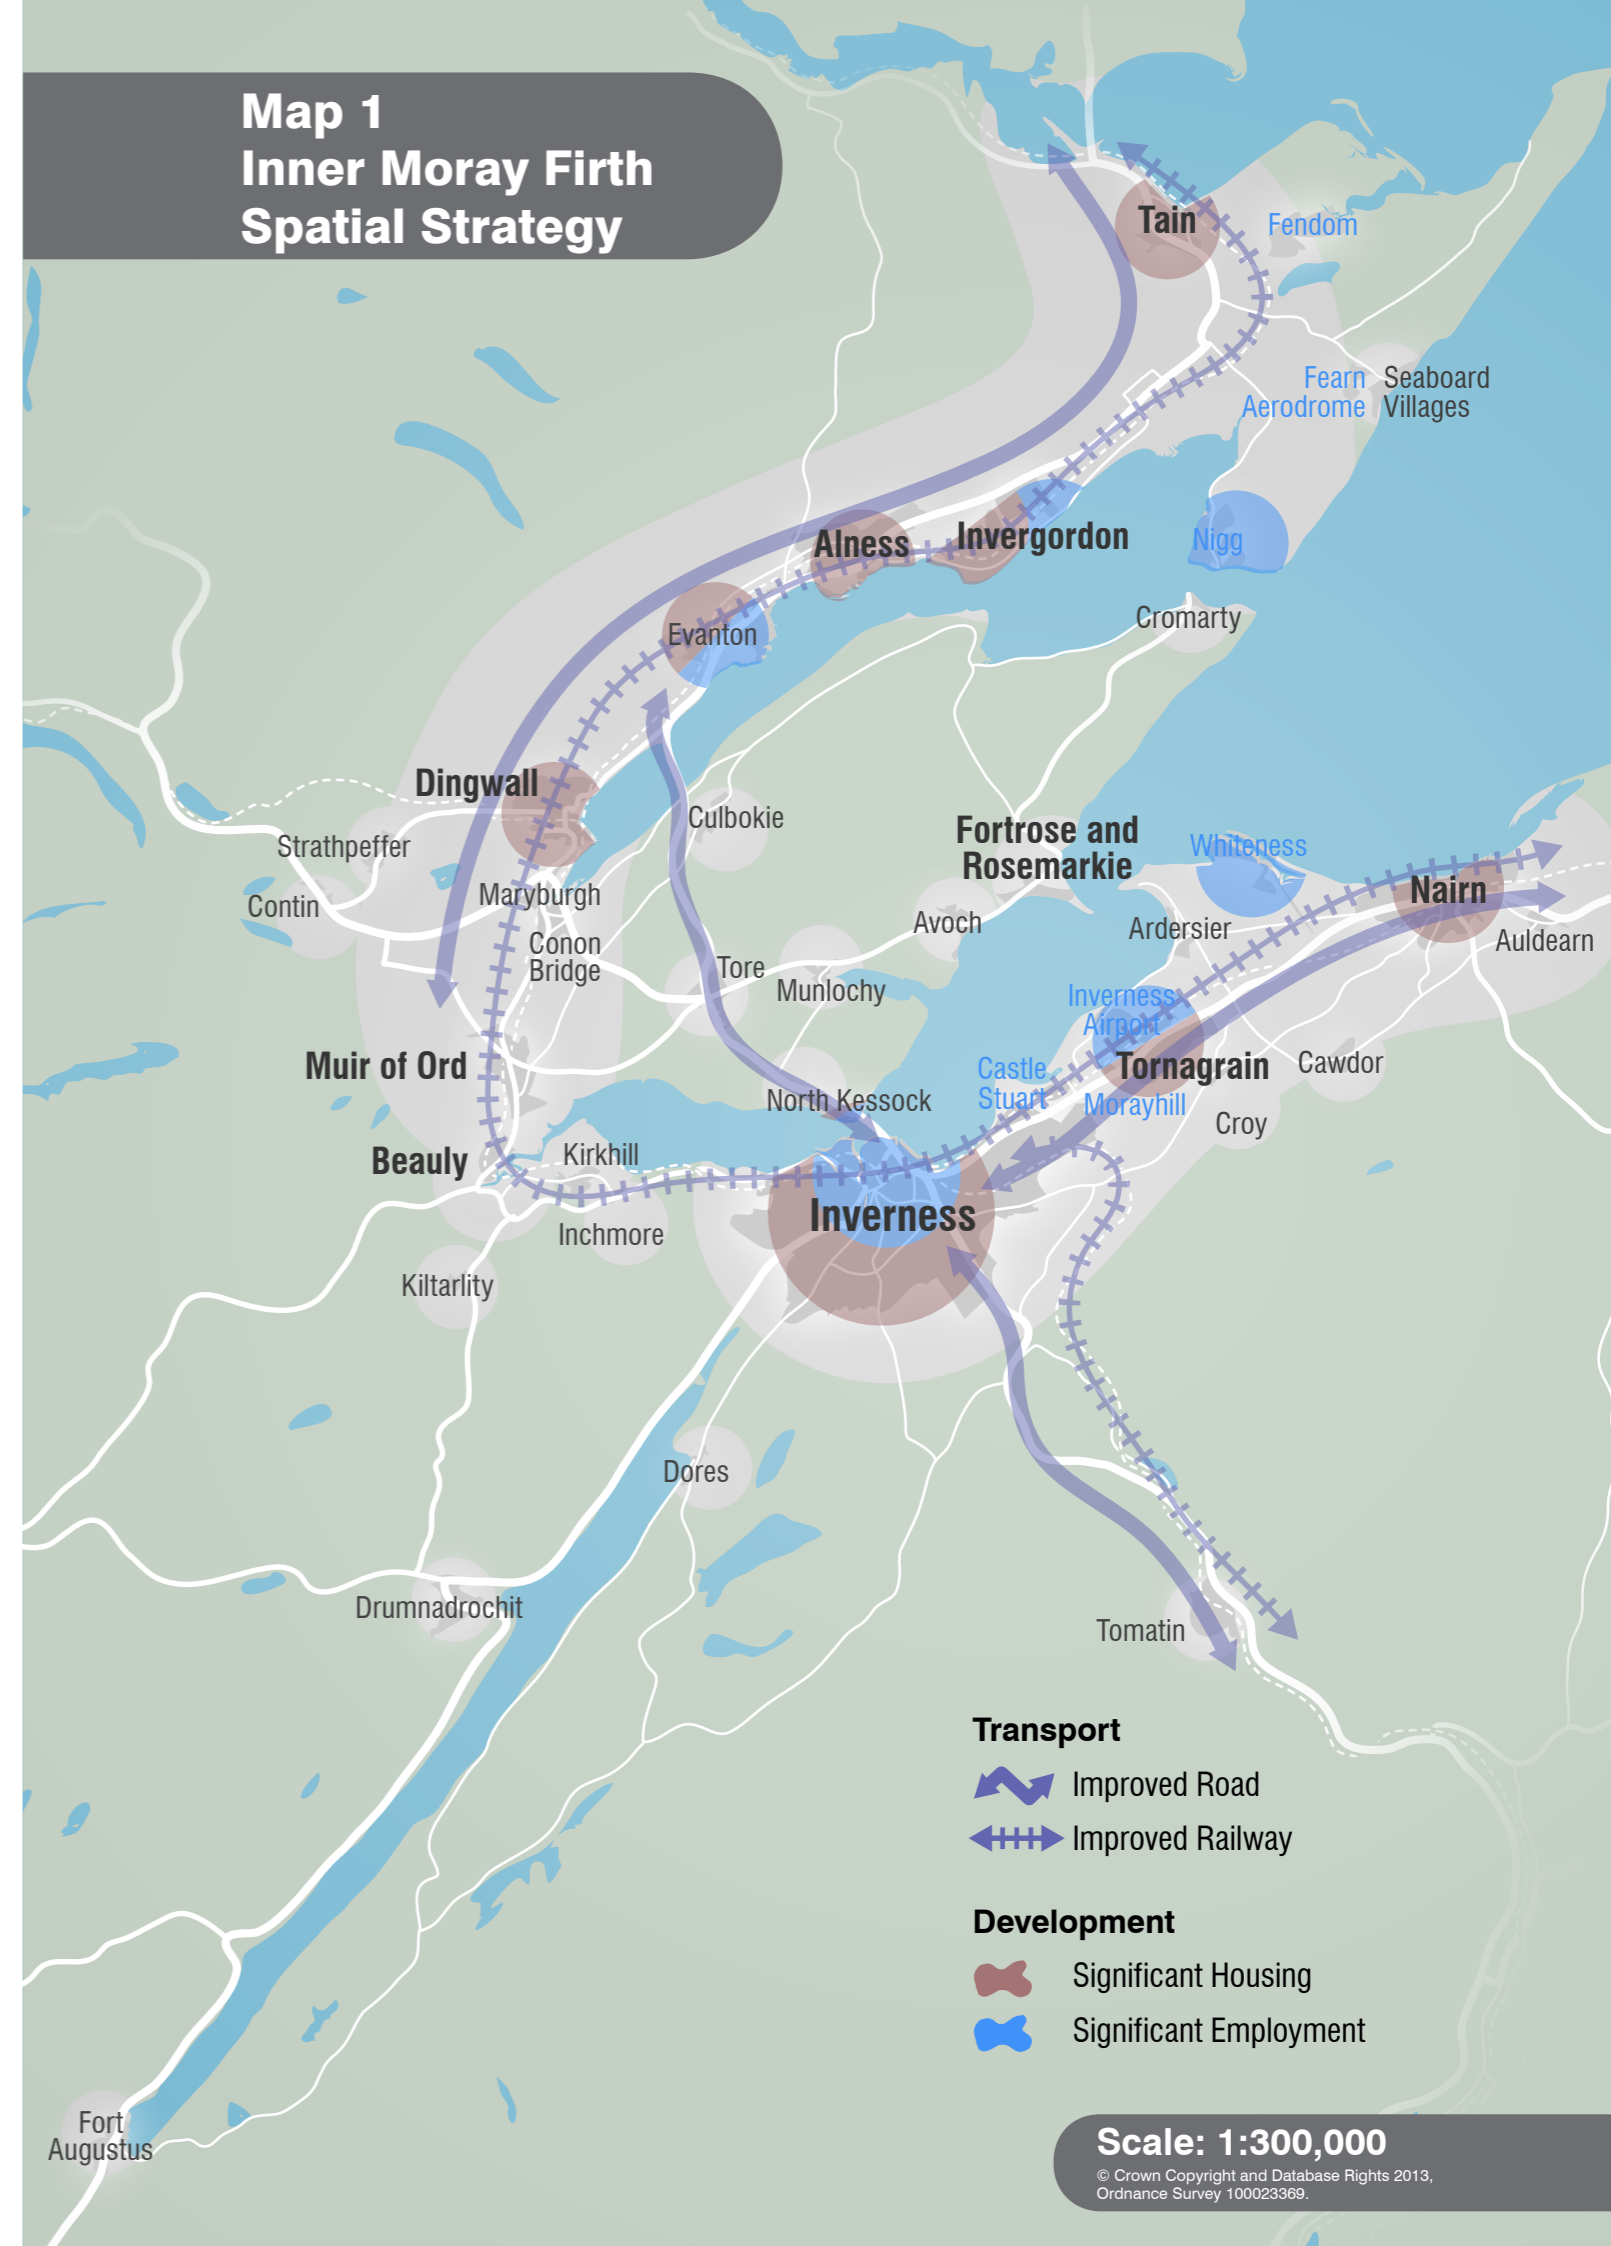 Map 1
Inner Moray Firth
Spatial Strategy
Tain
Fendom
Fearn
Aerodrome
Seaboard
Villages
Alness
Invergordon
Nigg
Evanton
Cromarty
Dingwall
Culbokie
Strathpeffer
Fortrose and
Rosemarkie
Whiteness
Contin
Maryburgh
Nairn
Avoch
Ardersier
Auldearn
Conon
Bridge
Tore
Munlochy
Inverness
Airport
Muir of Ord
Castle
Stuart
Tornagrain
Cawdor
North Kessock
Morayhill
Croy
Beauly
Kirkhill
Inverness
Inchmore
Kiltarlity
Dores
Drumnadrochit
Tomatin
Transport
Improved Road
Improved Railway
Development
Significant Housing
Significant Employment
Fort
Augustus
Scale: 1:300,000
© Crown Copyright and Database Rights 2013,
Ordnance Survey 100023369.